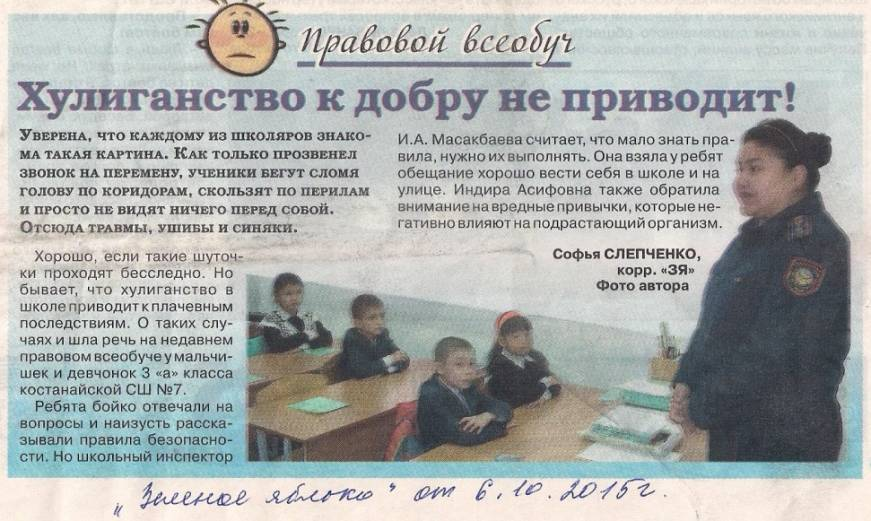 Правовой всеобуч
Хулиганство к добру не приводит!
УВЕРЕНА, ЧТО КАЖДОМУ ИЗ ШКОЛЯРОВ ЗНАКО-
МА ТАКАЯ КАРТИНА. КАК ТОЛЬКО ПРОЗВЕНЕЛ
ЗВОНОК НА ПЕРЕМЕНУ, УЧЕНИКИ БЕГУТ СЛОМЯ
ГОЛОВУ ПО КОРИДОРАМ, СКОЛЬЗЯТ ПО ПЕРИЛАМ
И ПРОСТО НЕ ВИДЯТ НИЧЕГО ПЕРЕД СОБОЙ.
ОТСЮДА ТРАВМЫ, УШИБЫ И СИНЯКИ.
Хорошо, если такие шуточ-
ки проходят бесследно. Но
бывает, что хулиганство в
школе приводит к плачевным
последствиям. О таких слу-
чаях и шла речь на недавнем
правовом всеобуче у мальчи-
шек и девчонок 3 «а» класса
костанайской СШ №7.
Ребята бойко отвечали на
вопросы и наизусть расска-
зывали правила безопасно-
сти. Но школьный инспектор
И.А. Масакбаева считает, что мало знать пра-
вила, нужно их выполнять. Она взяла у ребят
обещание хорошо вести себя в школе и на
улице. Индира Асифовна также обратила
внимание на вредные привычки, которые не-
гативно влияют на подрастающий организм.
Софья СЛЕПЧЕНКО,
корр. «ЗЯ»
Фото автора
„Зеленое яблоко" от 6.10.2015г.